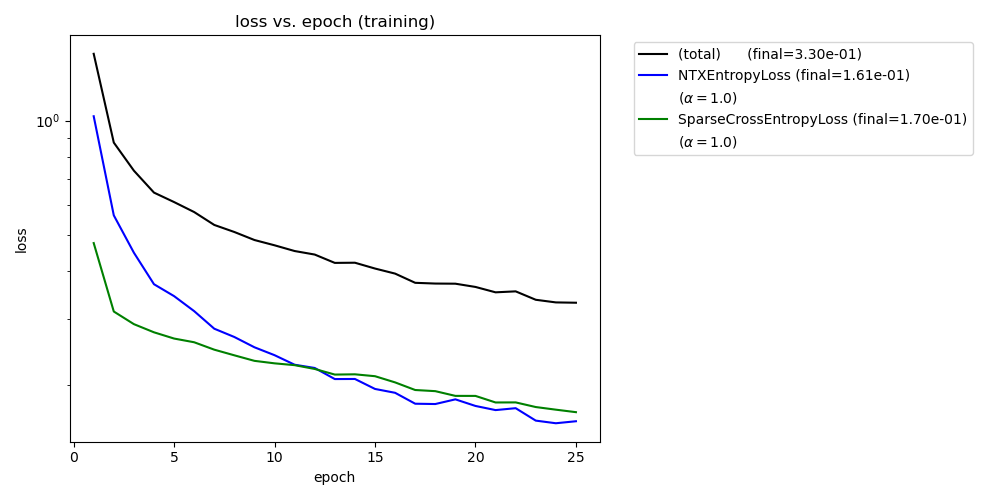 loss vs. epoch (training)
(total)      (final=3.30e-01)
NTXEntropyLoss (final=1.61e-01)
(α = 1.0)
SparseCrossEntropyLoss (final=1.70e-01)
(α = 1.0)
10⁰
loss
0 5 10 15 20 25
epoch